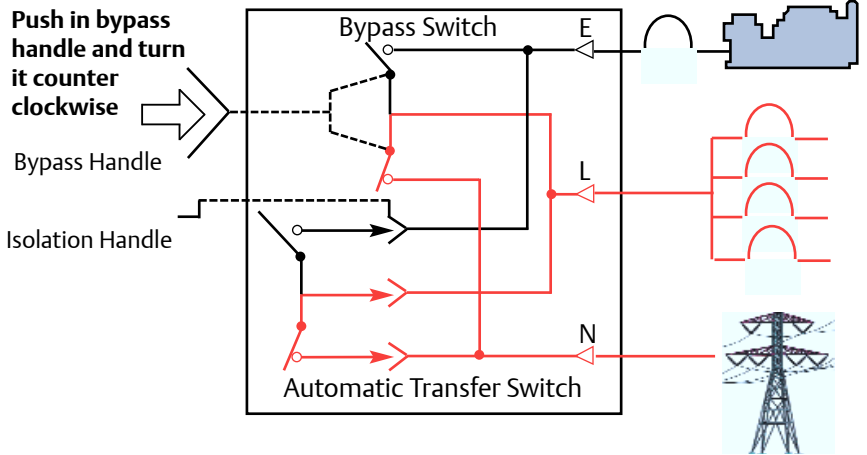 Push in bypass
handle and turn
it counter
clockwise
Bypass Switch
E
Bypass Handle
L
Isolation Handle
N
Automatic Transfer Switch